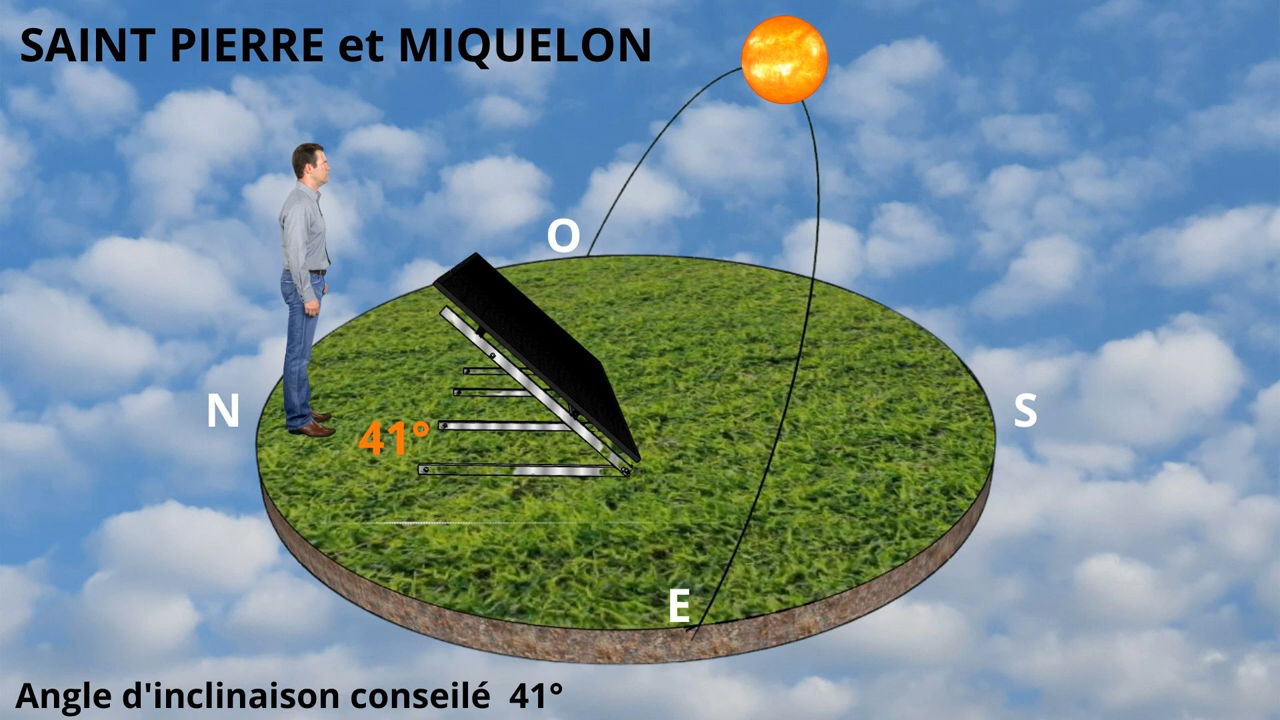 SAINT PIERRE et MIQUELON
O
N
S
41°
E
Angle d'inclinaison conseilé 41°